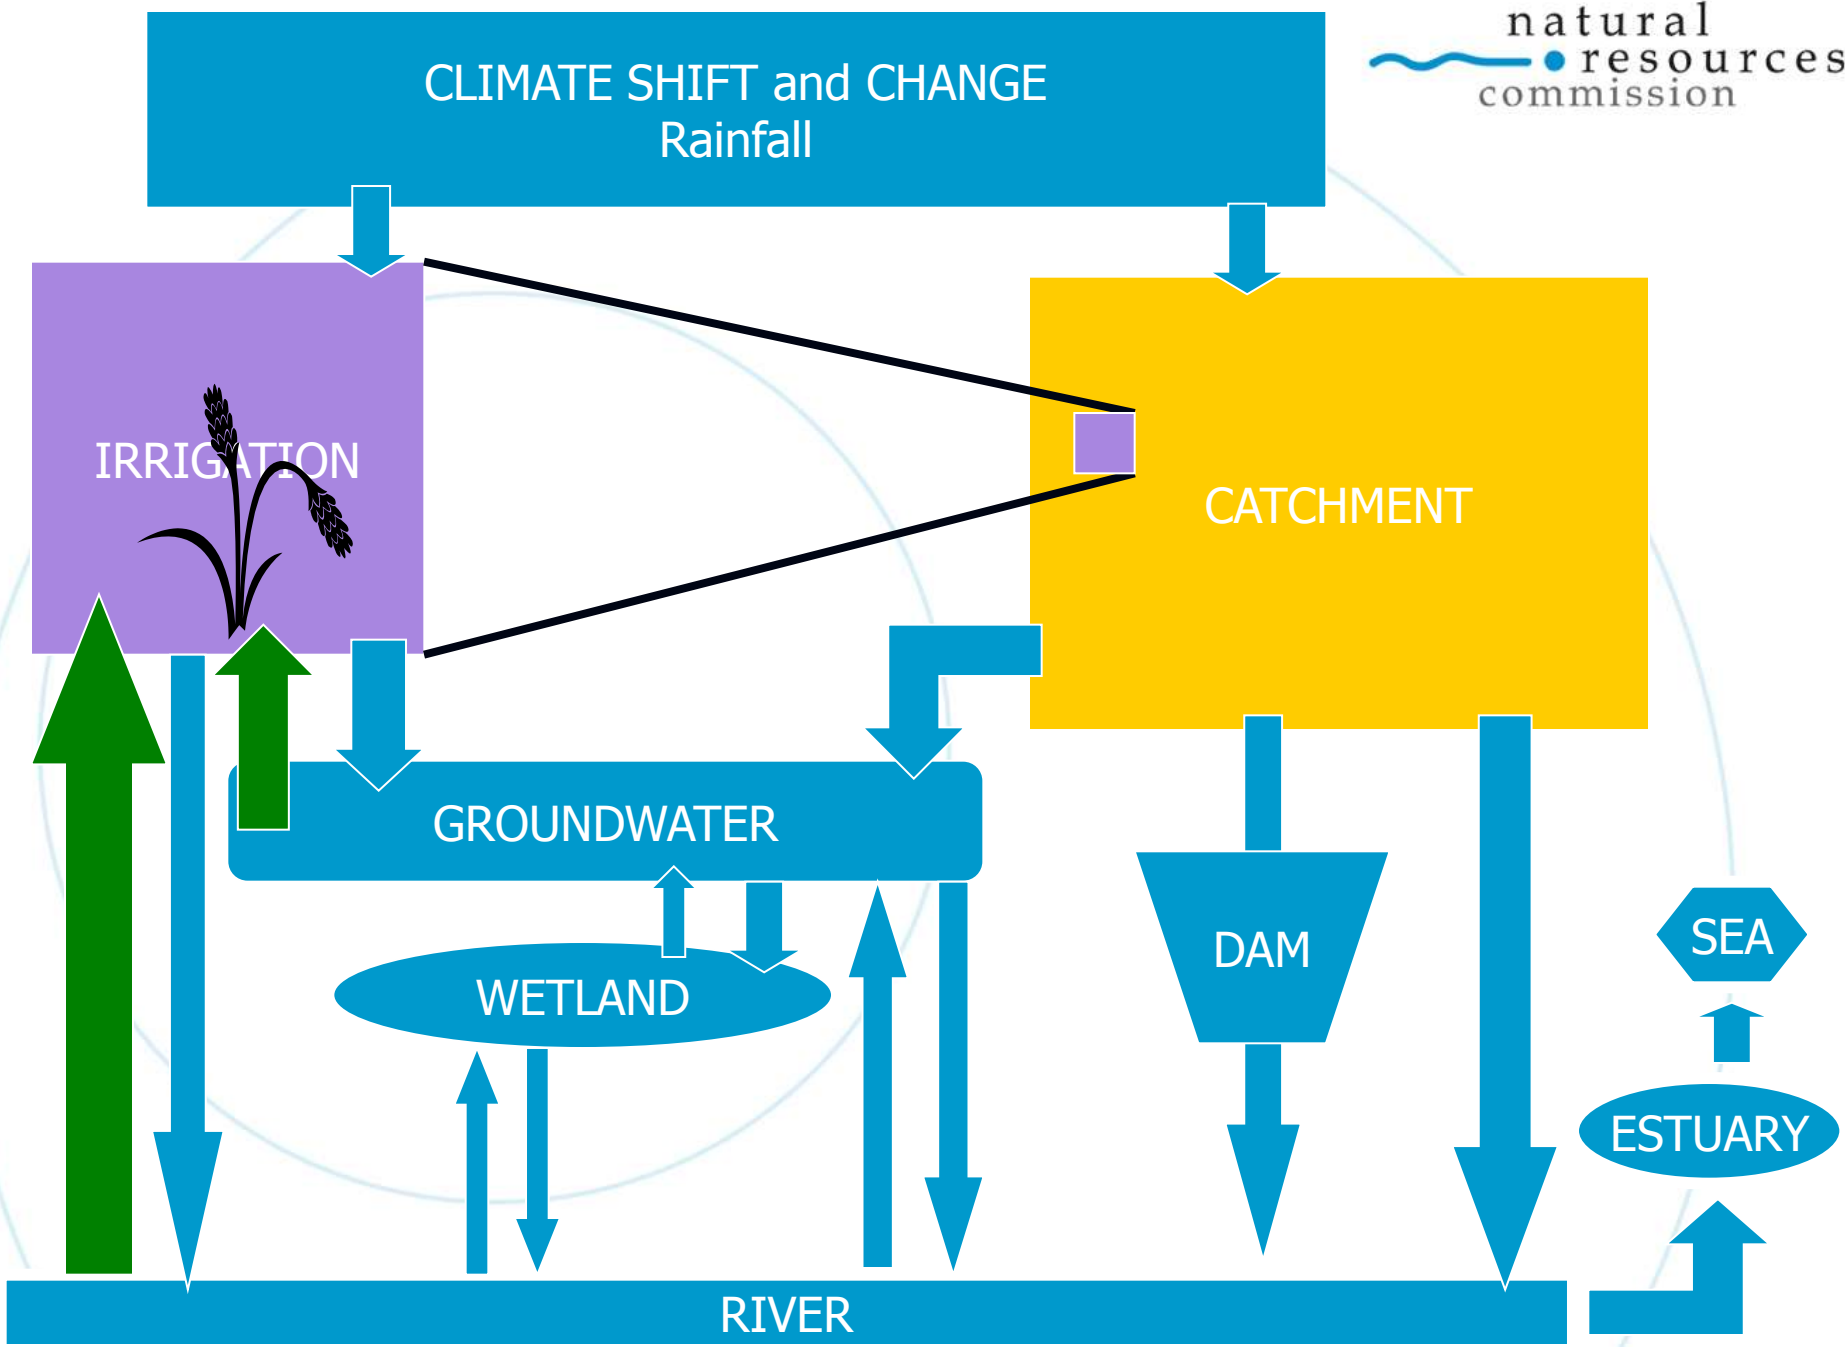 natural
resources
commission
CLIMATE SHIFT and CHANGE
Rainfall
IRRIGATION
CATCHMENT
GROUNDWATER
WETLAND
DAM
SEA
ESTUARY
RIVER